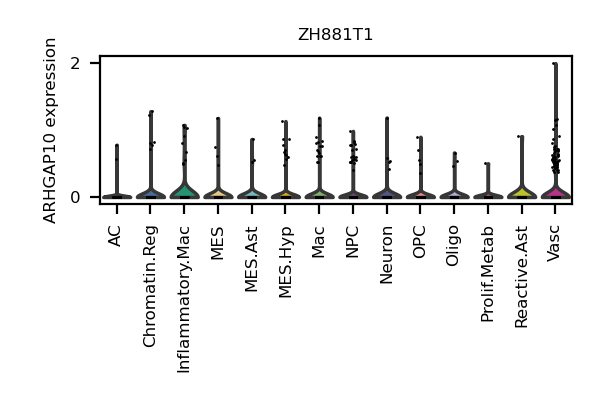 ZH881T1
ARHGAP10 expression
2
0
AC
Chromatin.Reg
Inflammatory.Mac
MES
MES.Ast
MES.Hyp
Mac
NPC
Neuron
OPC
Oligo
Prolif.Metab
Reactive.Ast
Vasc